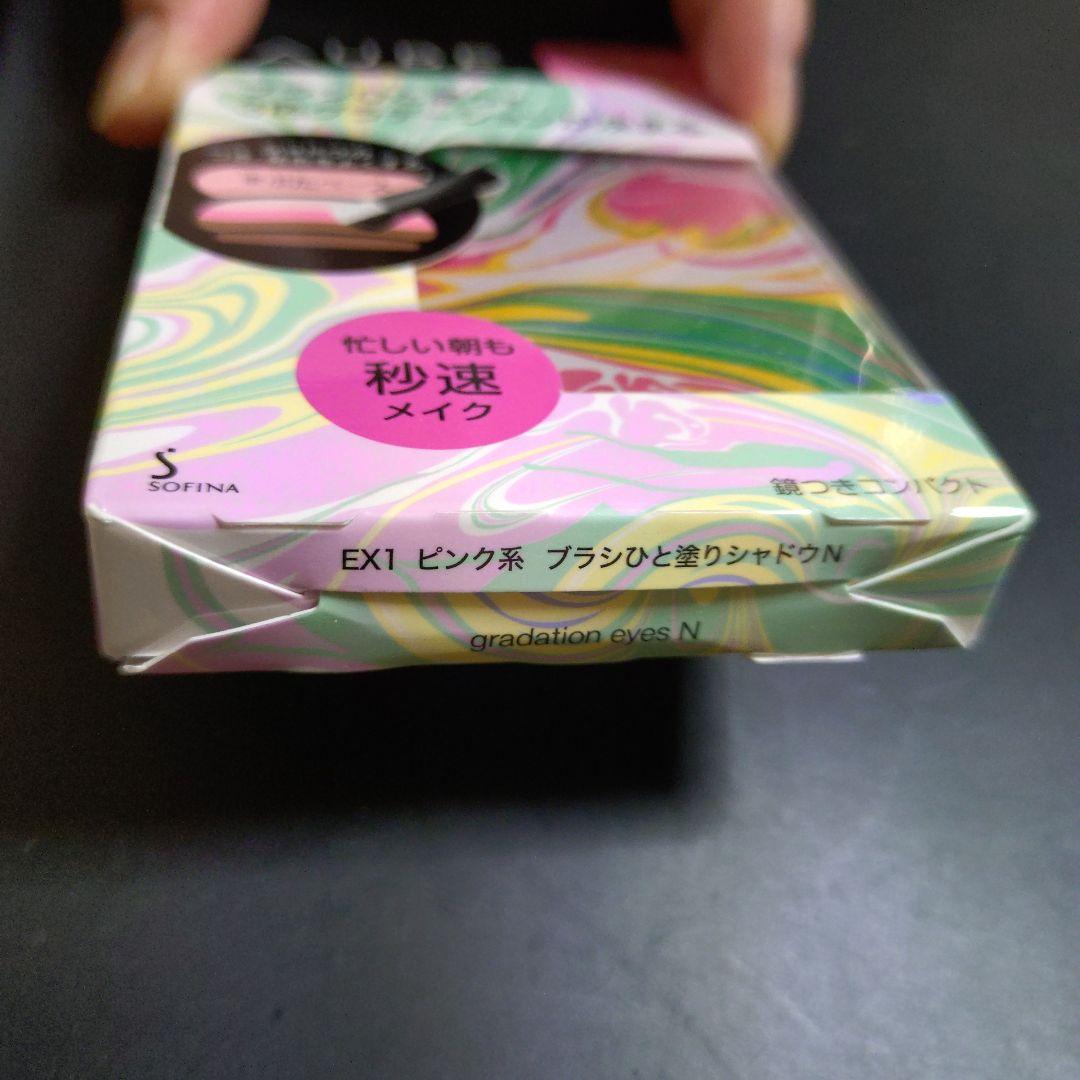 AUBE
忙しい朝も
秒速
メイク
SOFINA
鏡つきコンパクト
EX1 ピンク系 ブラシひと塗りシャドウN
gradation eyes N